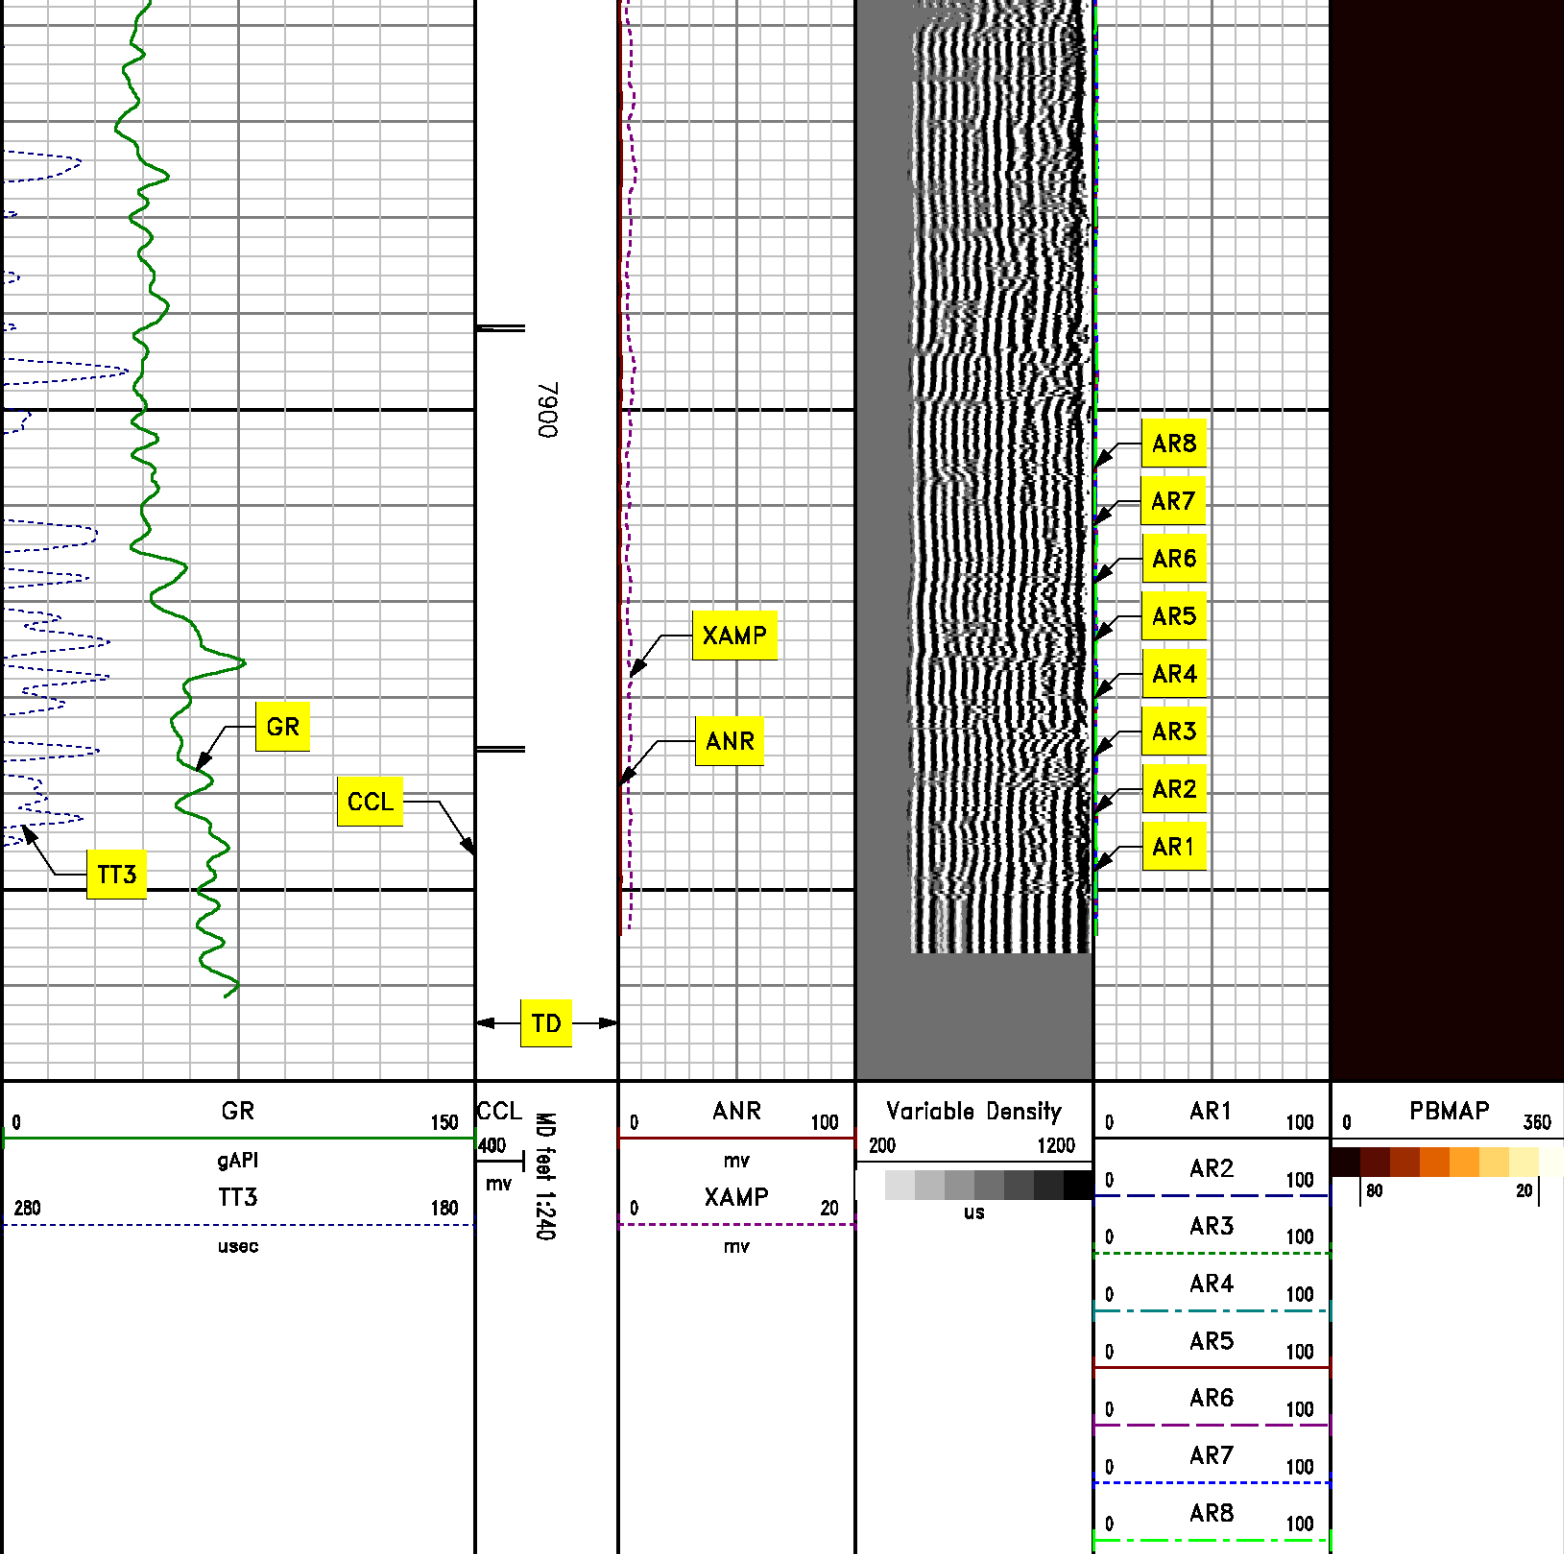 7900
AR8
AR7
AR6
AR5
AR4
AR3
AR2
AR1
XAMP
ANR
GR
CCL
TT3
TD
GR
0 150
gAPI
TT3
280 180
usec
CCL
400
mv
MD feet 1:240
ANR
0 100
mv
XAMP
0 20
mv
Variable Density
200 1200
us
AR1
0 100
AR2
0 100
AR3
0 100
AR4
0 100
AR5
0 100
AR6
0 100
AR7
0 100
AR8
0 100
PBMAP
0 360
80 20